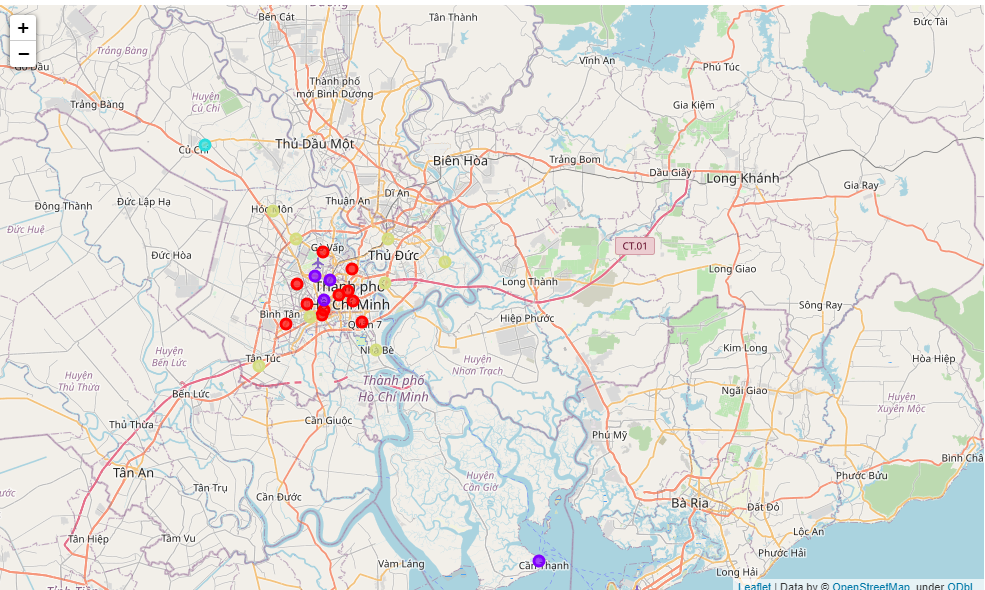 +
−
Bến Cát
Tân Thành
Đức Tài
Trảng Bàng
Vĩnh An
Phú Túc
Gò Dầu
Thành phố
mới Bình Dương
Trảng Bàng
Huyện
Củ Chi
Gia Kiệm
Củ Chi
Thủ Dầu Một
Biên Hòa
Trảng Bom
Dầu Giây
Long Khánh
Gia Ray
Đông Thành
Đức Lập Hạ
Dĩ An
Thuận An
Hóc Môn
Đức Huệ
Gò Vấp
Thủ Đức
CT.01
Đức Hòa
Long Giao
Long Thành
Thành phố
Hồ Chí Minh
Sông Ray
Bình Tân
Quận 7
Hiệp Phước
Nhà Bè
Kim Long
Huyện
Bến Lức
Tân Túc
Huyện
Nhơn Trạch
Hòa Hiệp
Huyện
Thủ Thừa
Thành phố
Hồ Chí Minh
Ngãi Giao
Bến Lức
Huyện
Xuyên Mộc
Thủ Thừa
Cần Giuộc
Phú Mỹ
Tân An
Bình Châ
Huyện
Cần Giờ
Phước Bửu
Tân Trụ
Cần Đước
Bà Rịa
Đất Đỏ
Tân Hiệp
Tầm Vu
Lộc An
Phước Hải
Vàm Láng
Cần Thạnh
Long Hải
Leaflet | Data by © OpenStreetMap, under ODbL.